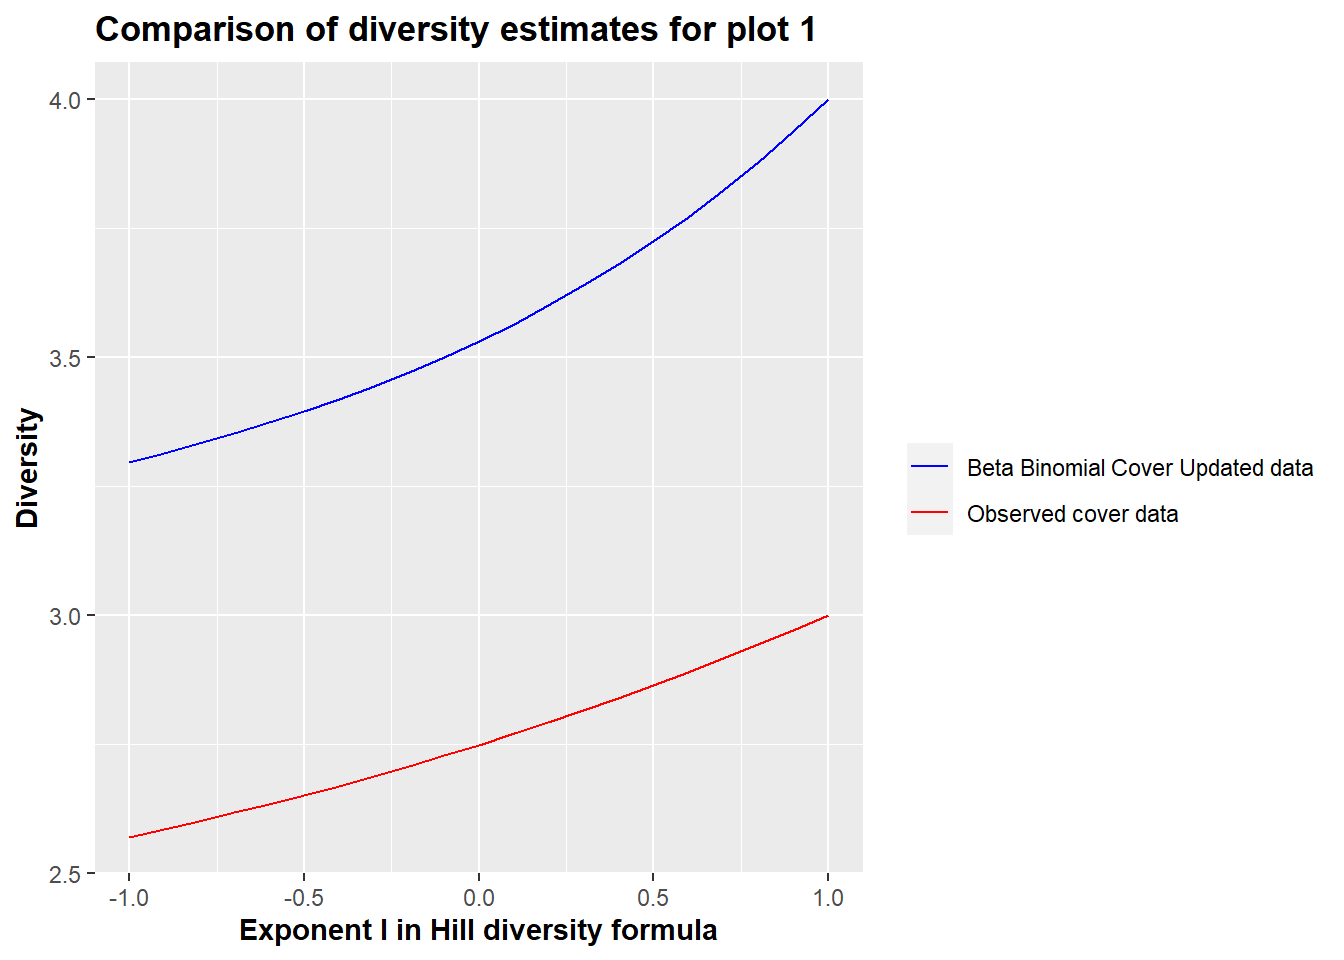 Comparison of diversity estimates for plot 1
4.0
3.5
3.0
2.5
Diversity
-1.0
-0.5
0.0
0.5
1.0
Exponent l in Hill diversity formula
Beta Binomial Cover Updated data
Observed cover data